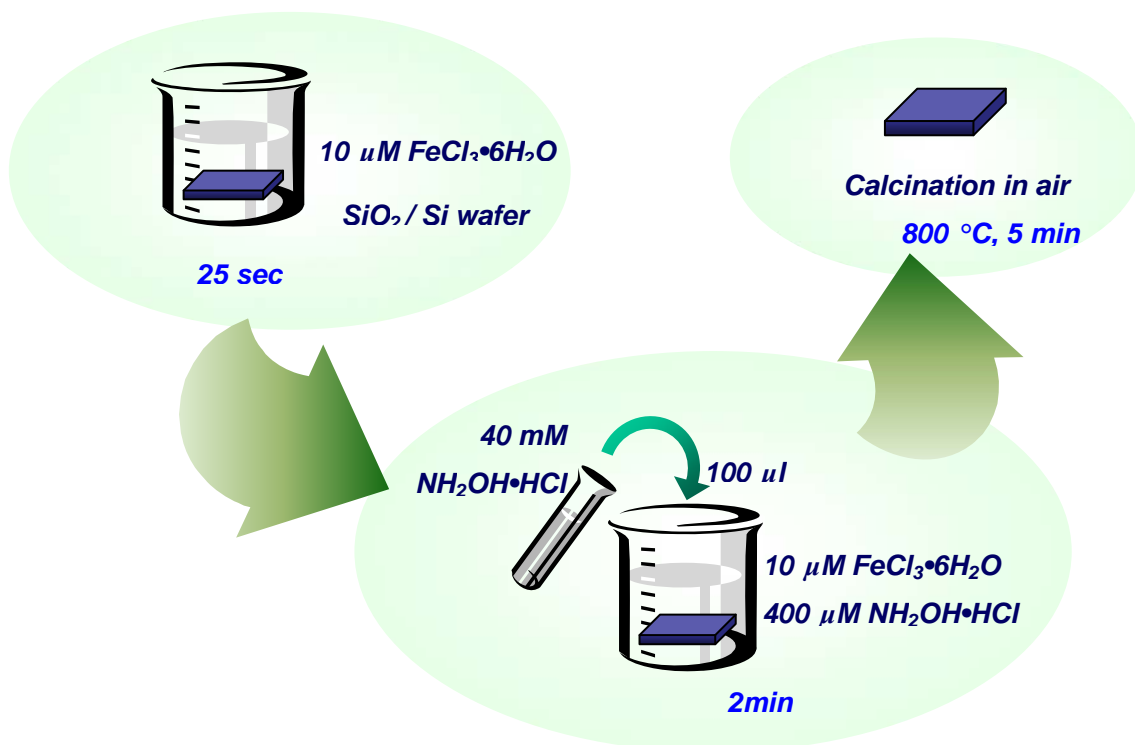 10 μM FeCl₃•6H₂O
SiO₂ / Si wafer
25 sec
40 mM
NH₂OH•HCl
100 μl
10 μM FeCl₃•6H₂O
400 μM NH₂OH•HCl
2min
Calcination in air
800 °C, 5 min